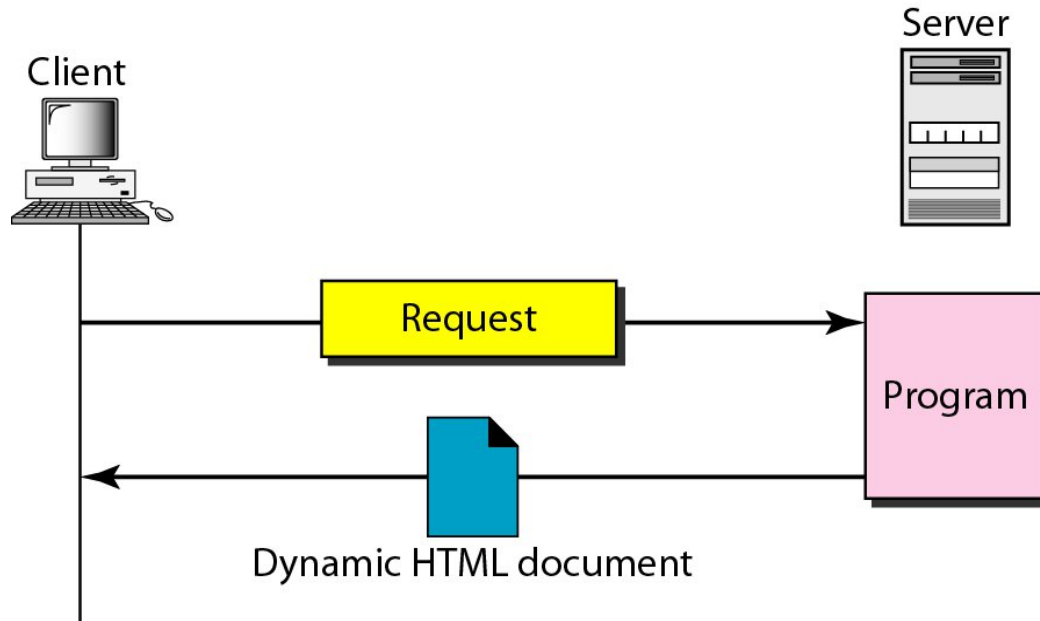 Server
Client
Request
Program
Dynamic HTML document